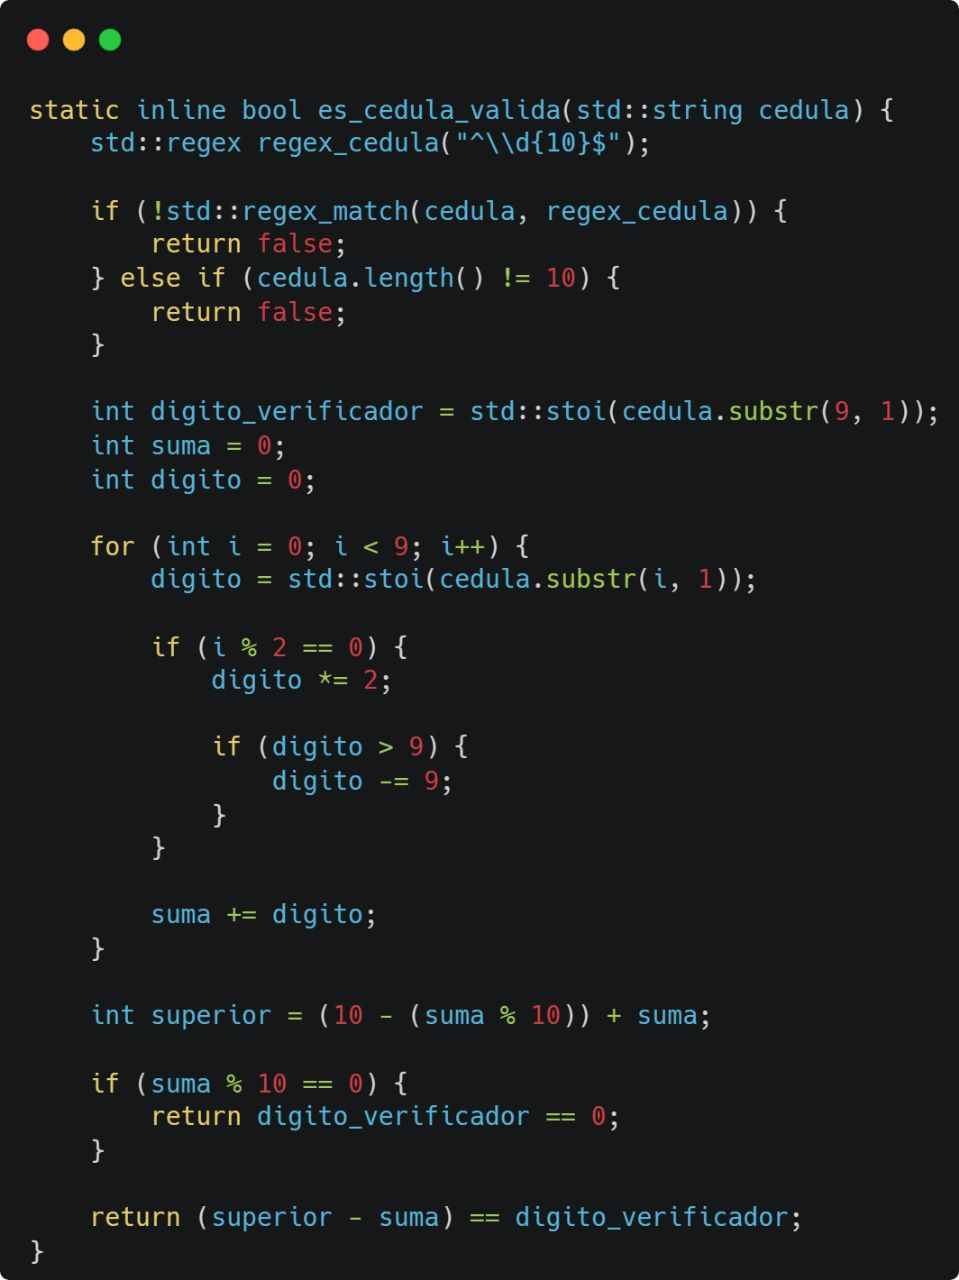 static inline bool es_cedula_valida(std::string cedula) {
    std::regex regex_cedula("^\\d{10}$");

    if (!std::regex_match(cedula, regex_cedula)) {
        return false;
    } else if (cedula.length() != 10) {
        return false;
    }

    int digito_verificador = std::stoi(cedula.substr(9, 1));
    int suma = 0;
    int digito = 0;

    for (int i = 0; i < 9; i++) {
        digito = std::stoi(cedula.substr(i, 1));

        if (i % 2 == 0) {
            digito *= 2;

            if (digito > 9) {
                digito -= 9;
            }
        }

        suma += digito;
    }

    int superior = (10 - (suma % 10)) + suma;

    if (suma % 10 == 0) {
        return digito_verificador == 0;
    }

    return (superior - suma) == digito_verificador;
}